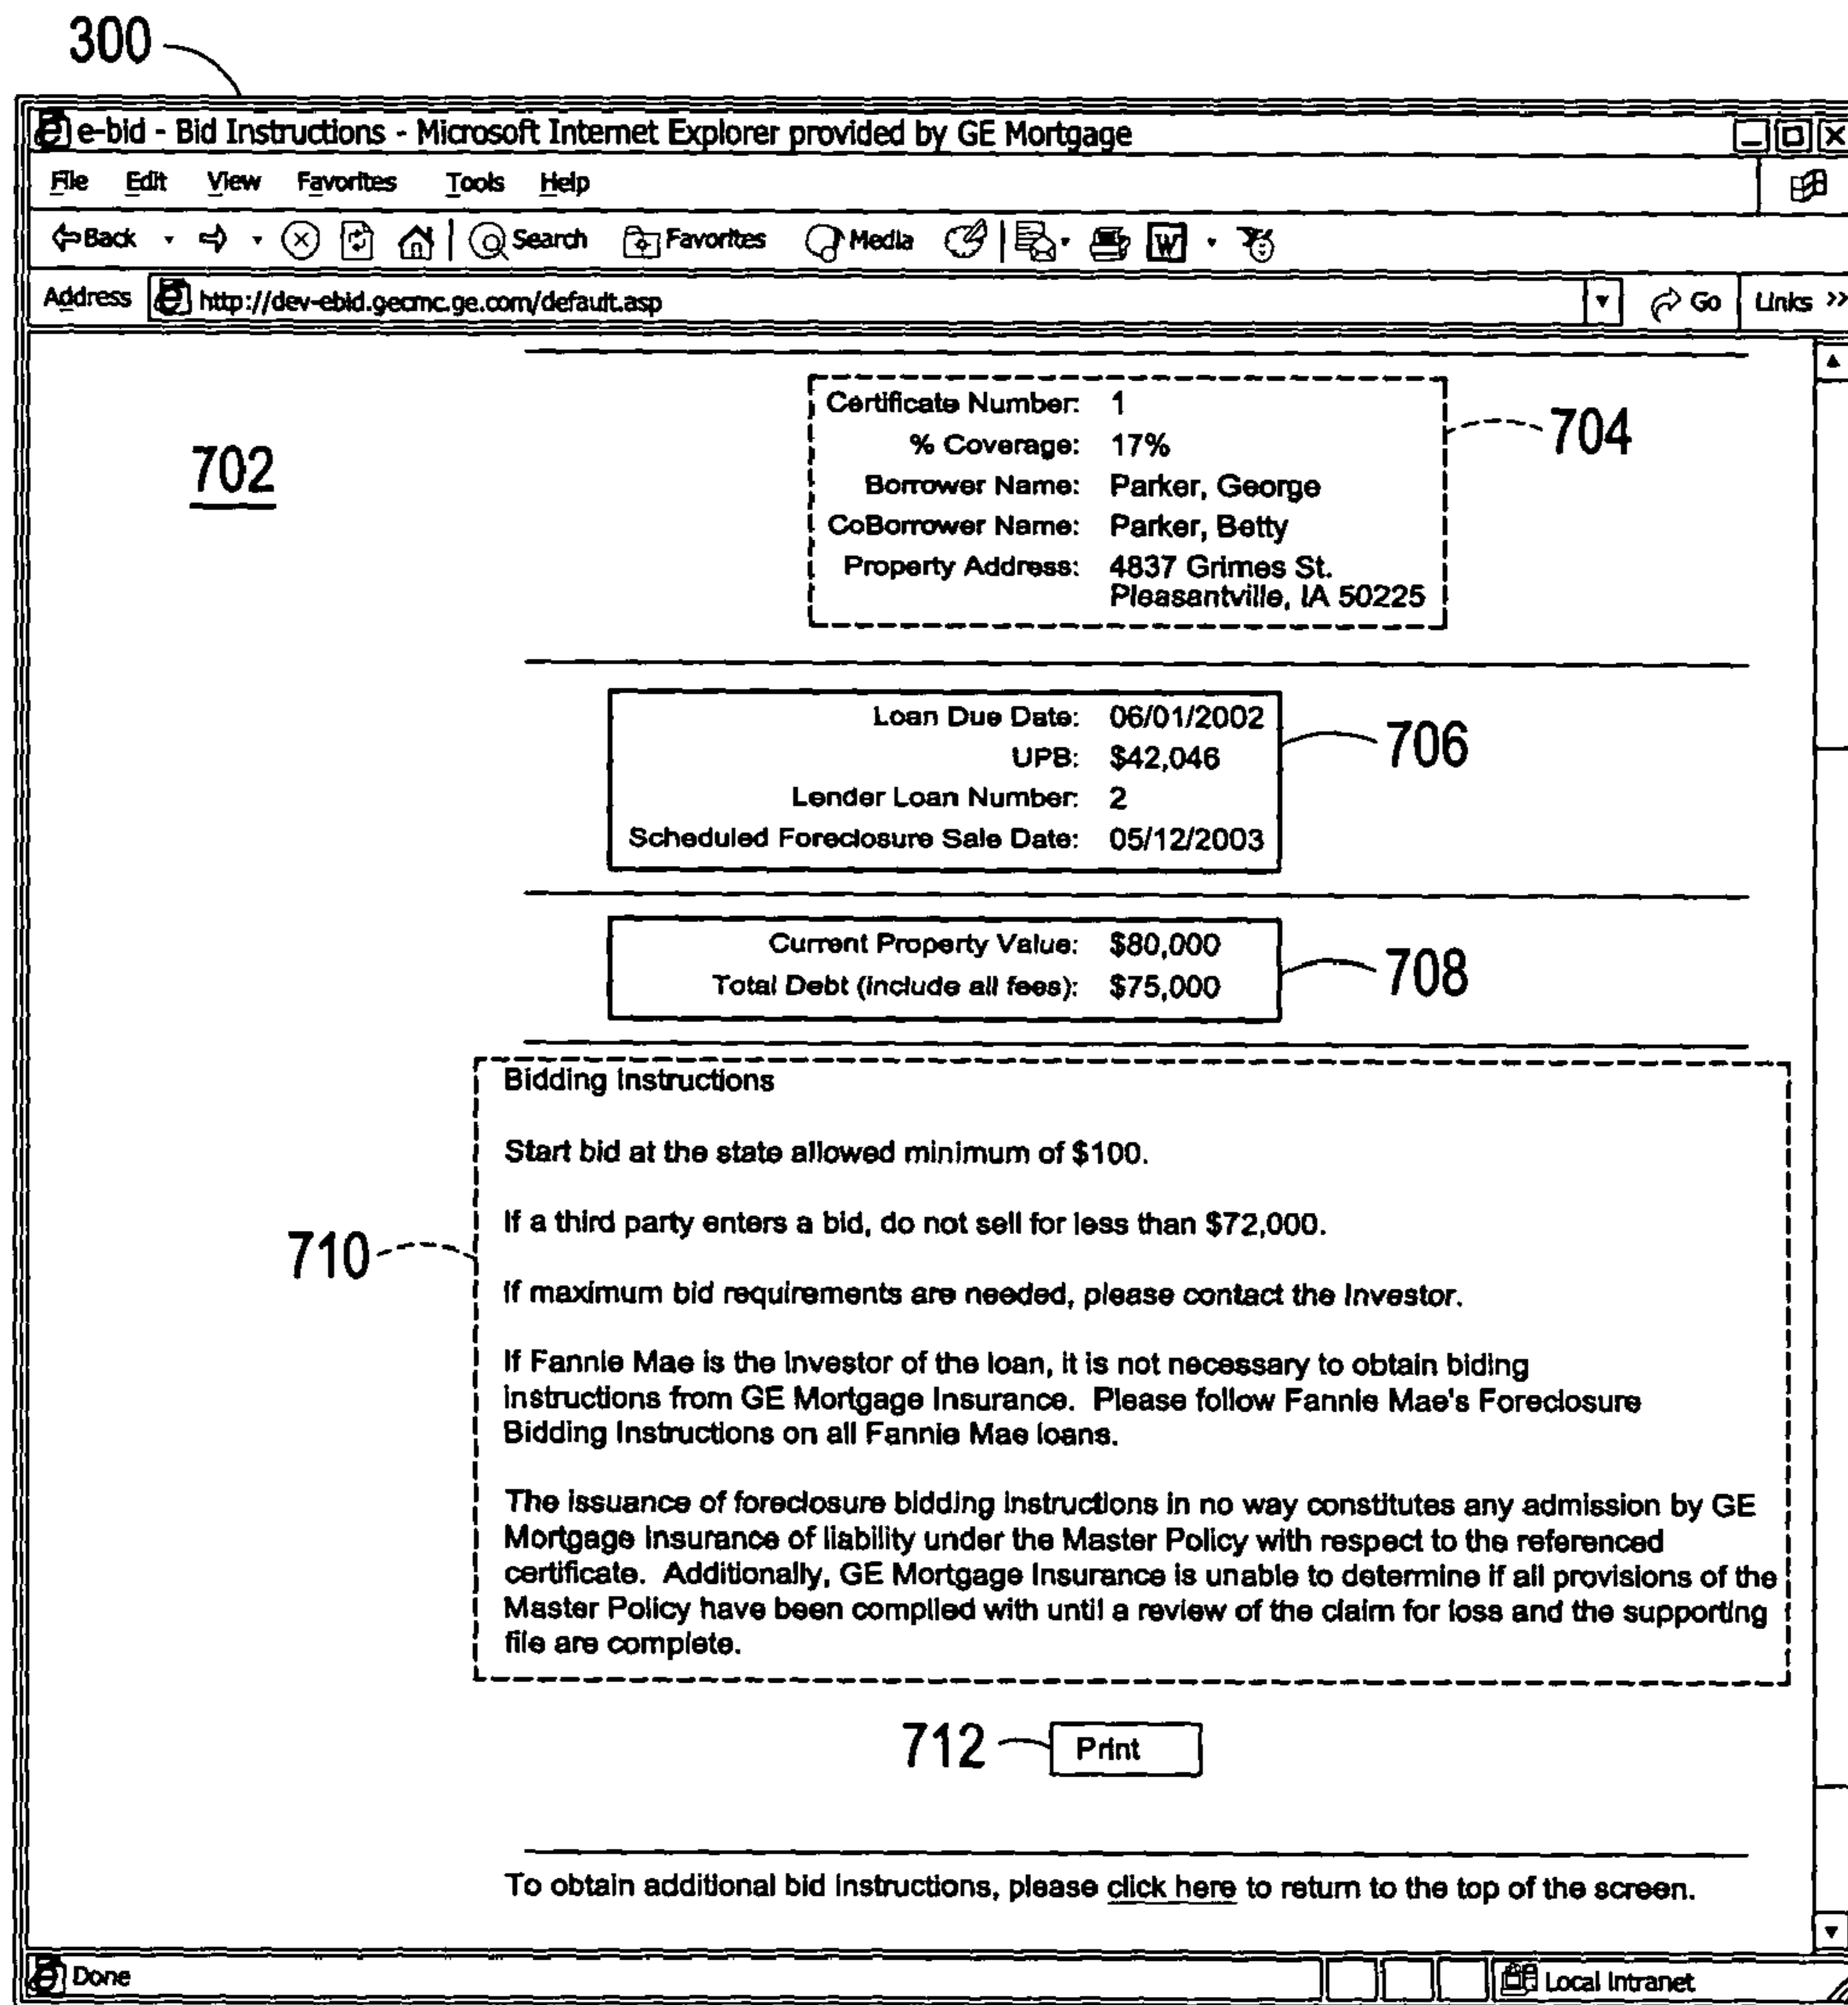 300
e-bid - Bid Instructions - Microsoft Internet Explorer provided by GE Mortgage
File Edit View Favorites Tools Help
Back Search Favorites Media W
Address http://dev-ebid.gecmc.ge.com/default.asp Go Links >>
702
Certificate Number: 1
% Coverage: 17%
704
Borrower Name: Parker, George
CoBorrower Name: Parker, Betty
Property Address: 4837 Grimes St.
Pleasantville, IA 50225
Loan Due Date: 06/01/2002
UPB: $42,046
706
Lender Loan Number: 2
Scheduled Foreclosure Sale Date: 05/12/2003
Current Property Value: $80,000
Total Debt (include all fees): $75,000
708
Bidding Instructions
Start bid at the state allowed minimum of $100.
If a third party enters a bid, do not sell for less than $72,000.
710
If maximum bid requirements are needed, please contact the Investor.
If Fannie Mae is the Investor of the loan, it is not necessary to obtain biding
instructions from GE Mortgage Insurance. Please follow Fannie Mae's Foreclosure
Bidding Instructions on all Fannie Mae loans.
The issuance of foreclosure bidding instructions in no way constitutes any admission by GE
Mortgage Insurance of liability under the Master Policy with respect to the referenced
certificate. Additionally, GE Mortgage Insurance is unable to determine if all provisions of the
Master Policy have been complied with until a review of the claim for loss and the supporting
file are complete.
712 Print
To obtain additional bid instructions, please click here to return to the top of the screen.
Done Local Intranet